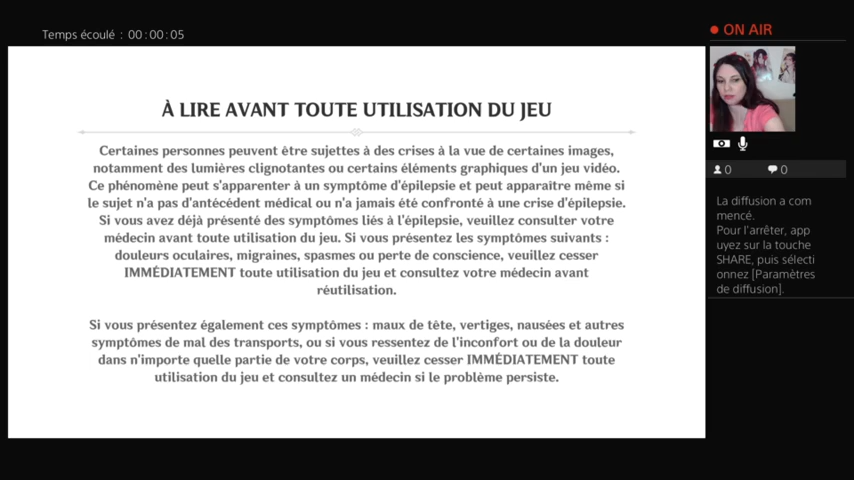 Temps écoulé : 00:00:05
ON AIR
À LIRE AVANT TOUTE UTILISATION DU JEU
Certaines personnes peuvent être sujettes à des crises à la vue de certaines images,
notamment des lumières clignotantes ou certains éléments graphiques d'un jeu vidéo.
Ce phénomène peut s'apparenter à un symptôme d'épilepsie et peut apparaître même si
le sujet n'a pas d'antécédent médical ou n'a jamais été confronté à une crise d'épilepsie.
Si vous avez déjà présenté des symptômes liés à l'épilepsie, veuillez consulter votre
médecin avant toute utilisation du jeu. Si vous présentez les symptômes suivants :
douleurs oculaires, migraines, spasmes ou perte de conscience, veuillez cesser
IMMÉDIATEMENT toute utilisation du jeu et consultez votre médecin avant
réutilisation.
Si vous présentez également ces symptômes : maux de tête, vertiges, nausées et autres
symptômes de mal des transports, ou si vous ressentez de l'inconfort ou de la douleur
dans n'importe quelle partie de votre corps, veuillez cesser IMMÉDIATEMENT toute
utilisation du jeu et consultez un médecin si le problème persiste.
0 0
La diffusion a com
mencé.
Pour l'arrêter, app
uyez sur la touche
SHARE, puis sélecti
onnez [Paramètres
de diffusion].